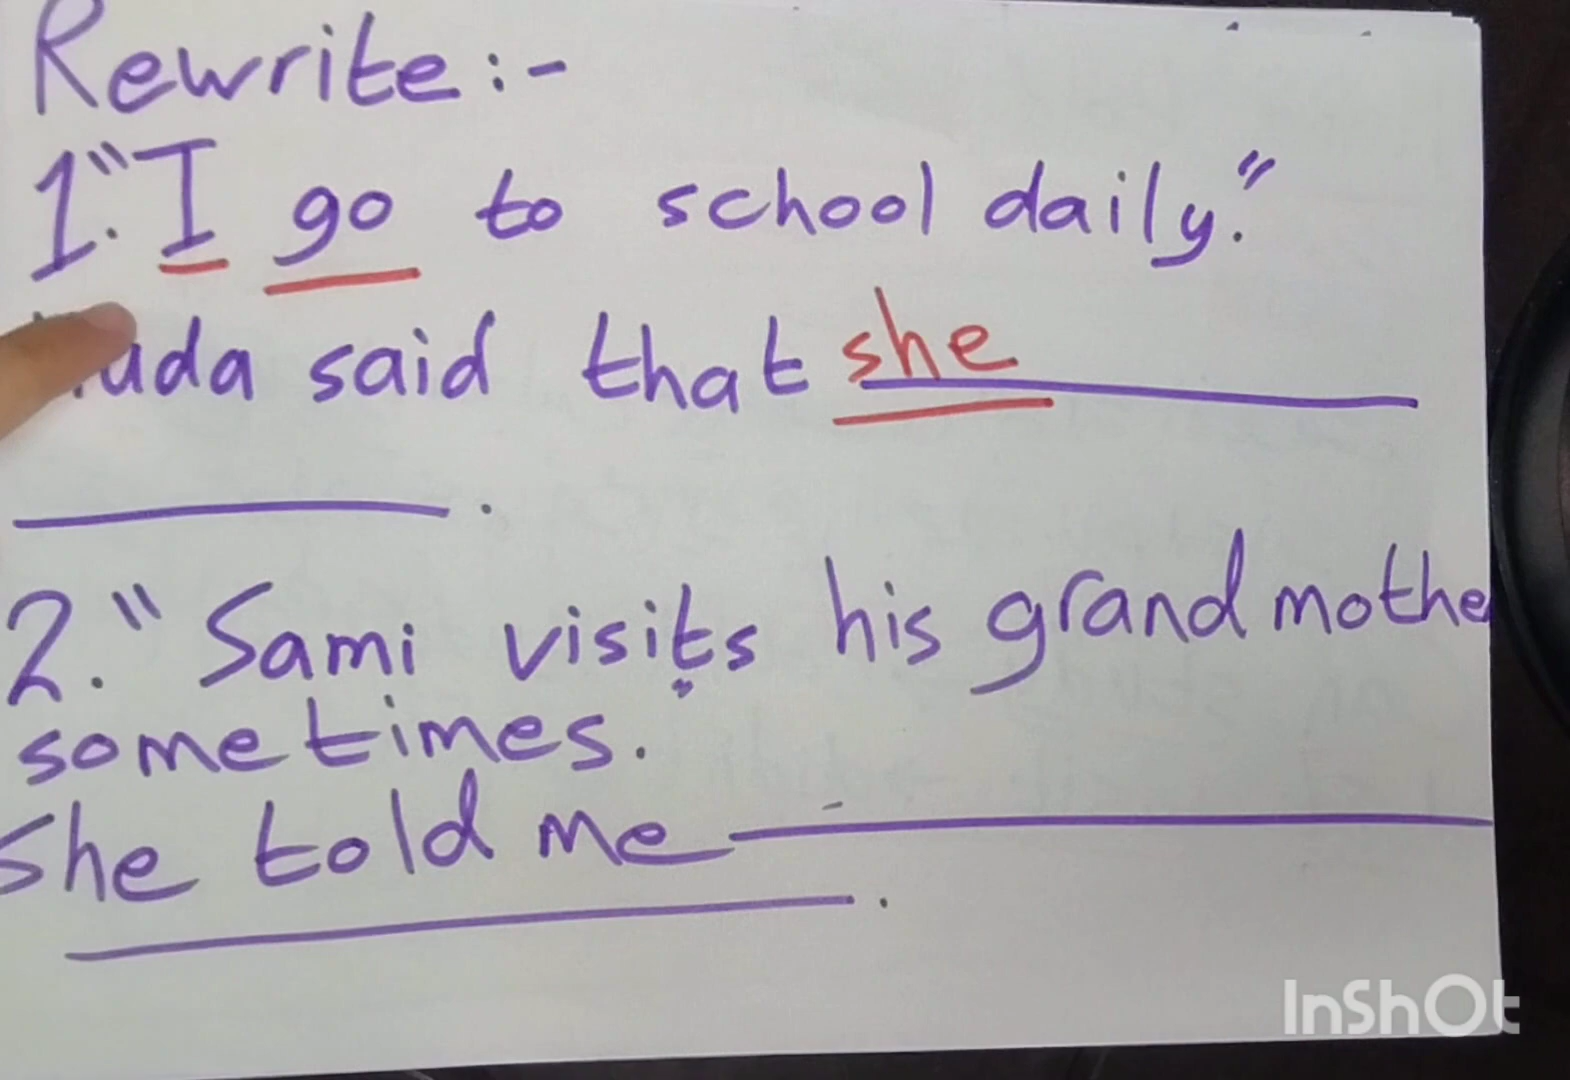 Rewrite:-
1."I go to school daily."
said that she
.
2."Sami visits his grandmothe
sometimes.
She told me
.
InShOt